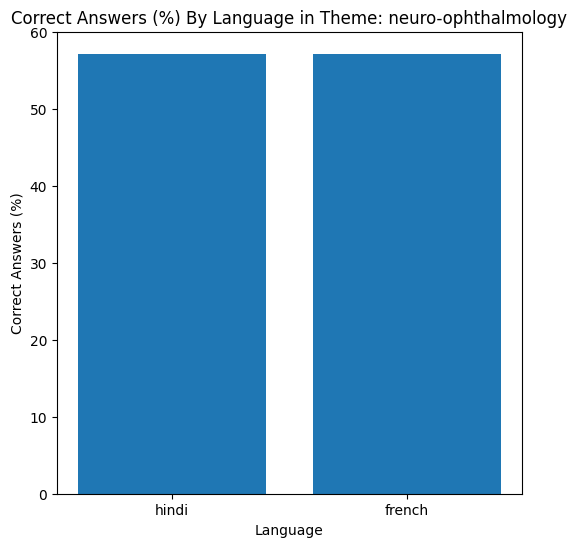 Correct Answers (%) By Language in Theme: neuro-ophthalmology
60
50
40
30
20
10
0
Correct Answers (%)
hindi french
Language